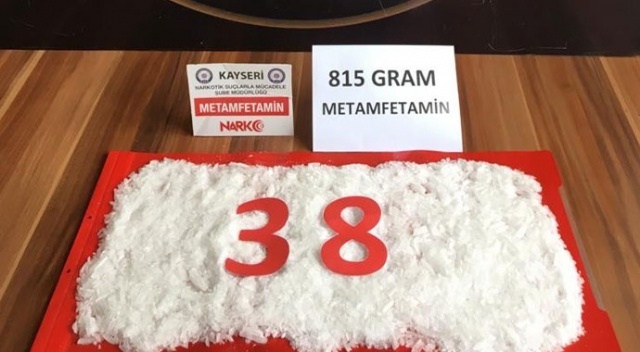 KAYSERİ
NARKOTİK SUÇLARLA MÜCADELE
ŞUBE MÜDÜRLÜĞÜ
METAMFETAMİN
NARKO
815 GRAM
METAMFETAMİN
38